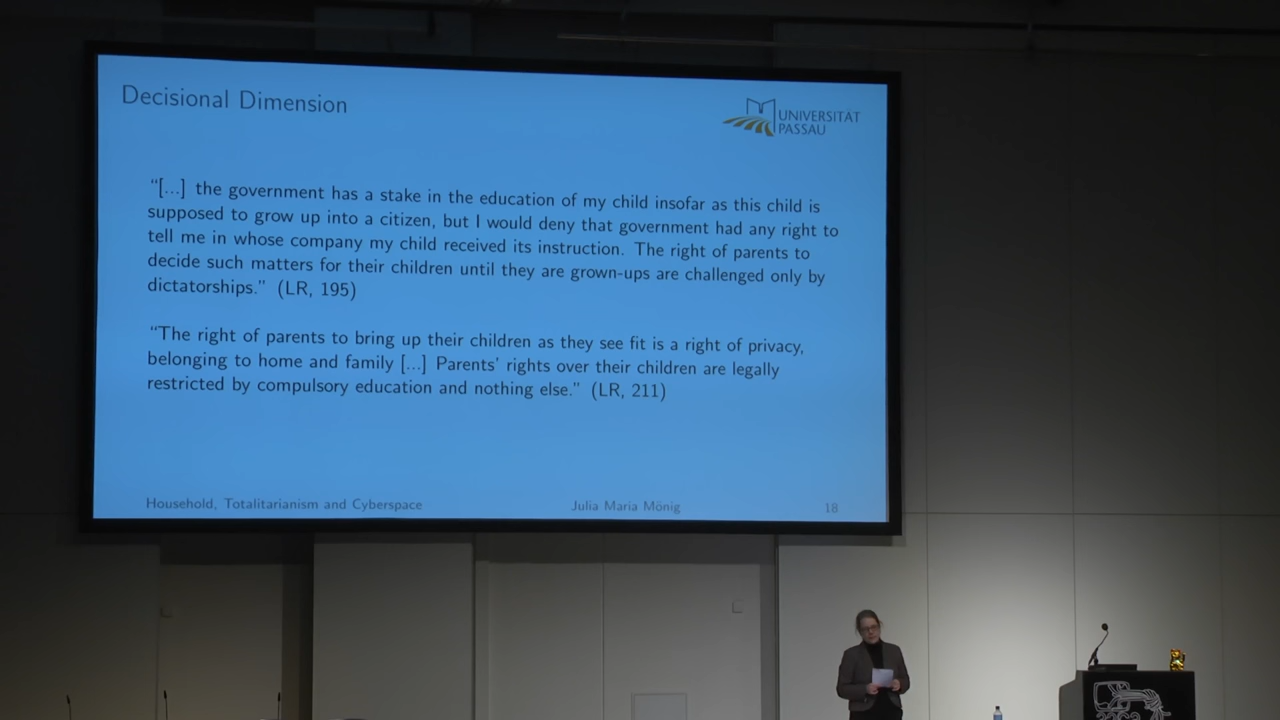 Decisional Dimension
UNIVERSITÄT
PASSAU
“[...] the government has a stake in the education of my child insofar as this child is
supposed to grow up into a citizen, but I would deny that government had any right to
tell me in whose company my child received its instruction. The right of parents to
decide such matters for their children until they are grown-ups are challenged only by
dictatorships.” (LR, 195)
“The right of parents to bring up their children as they see fit is a right of privacy,
belonging to home and family [...] Parents’ rights over their children are legally
restricted by compulsory education and nothing else.” (LR, 211)
Household, Totalitarianism and Cyberspace Julia Maria Mönig 18